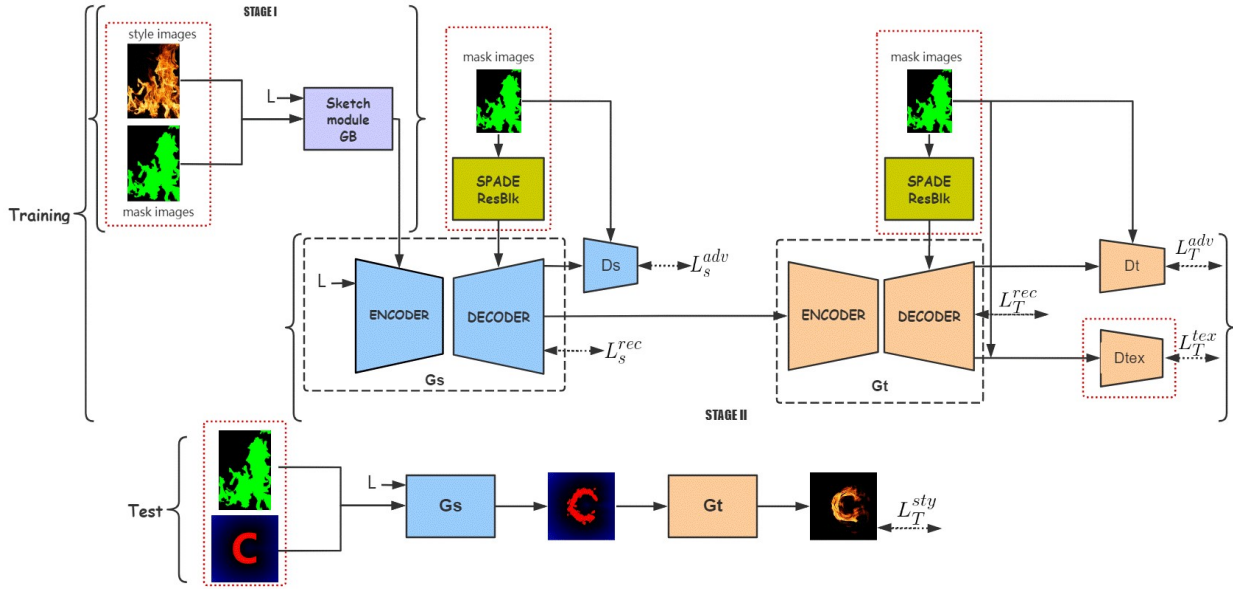 STAGE I
style images
mask images
L
Sketch
module
GB
mask images
SPADE
ResBlk
mask images
SPADE
ResBlk
Training
L
ENCODER
DECODER
Gs
Ds
L_s^{adv}
L_s^{rec}
ENCODER
DECODER
Gt
L_T^{rec}
Dt
L_T^{adv}
Dtex
L_T^{tex}
STAGE II
Test
C
L
Gs
C
Gt
C
L_T^{sty}